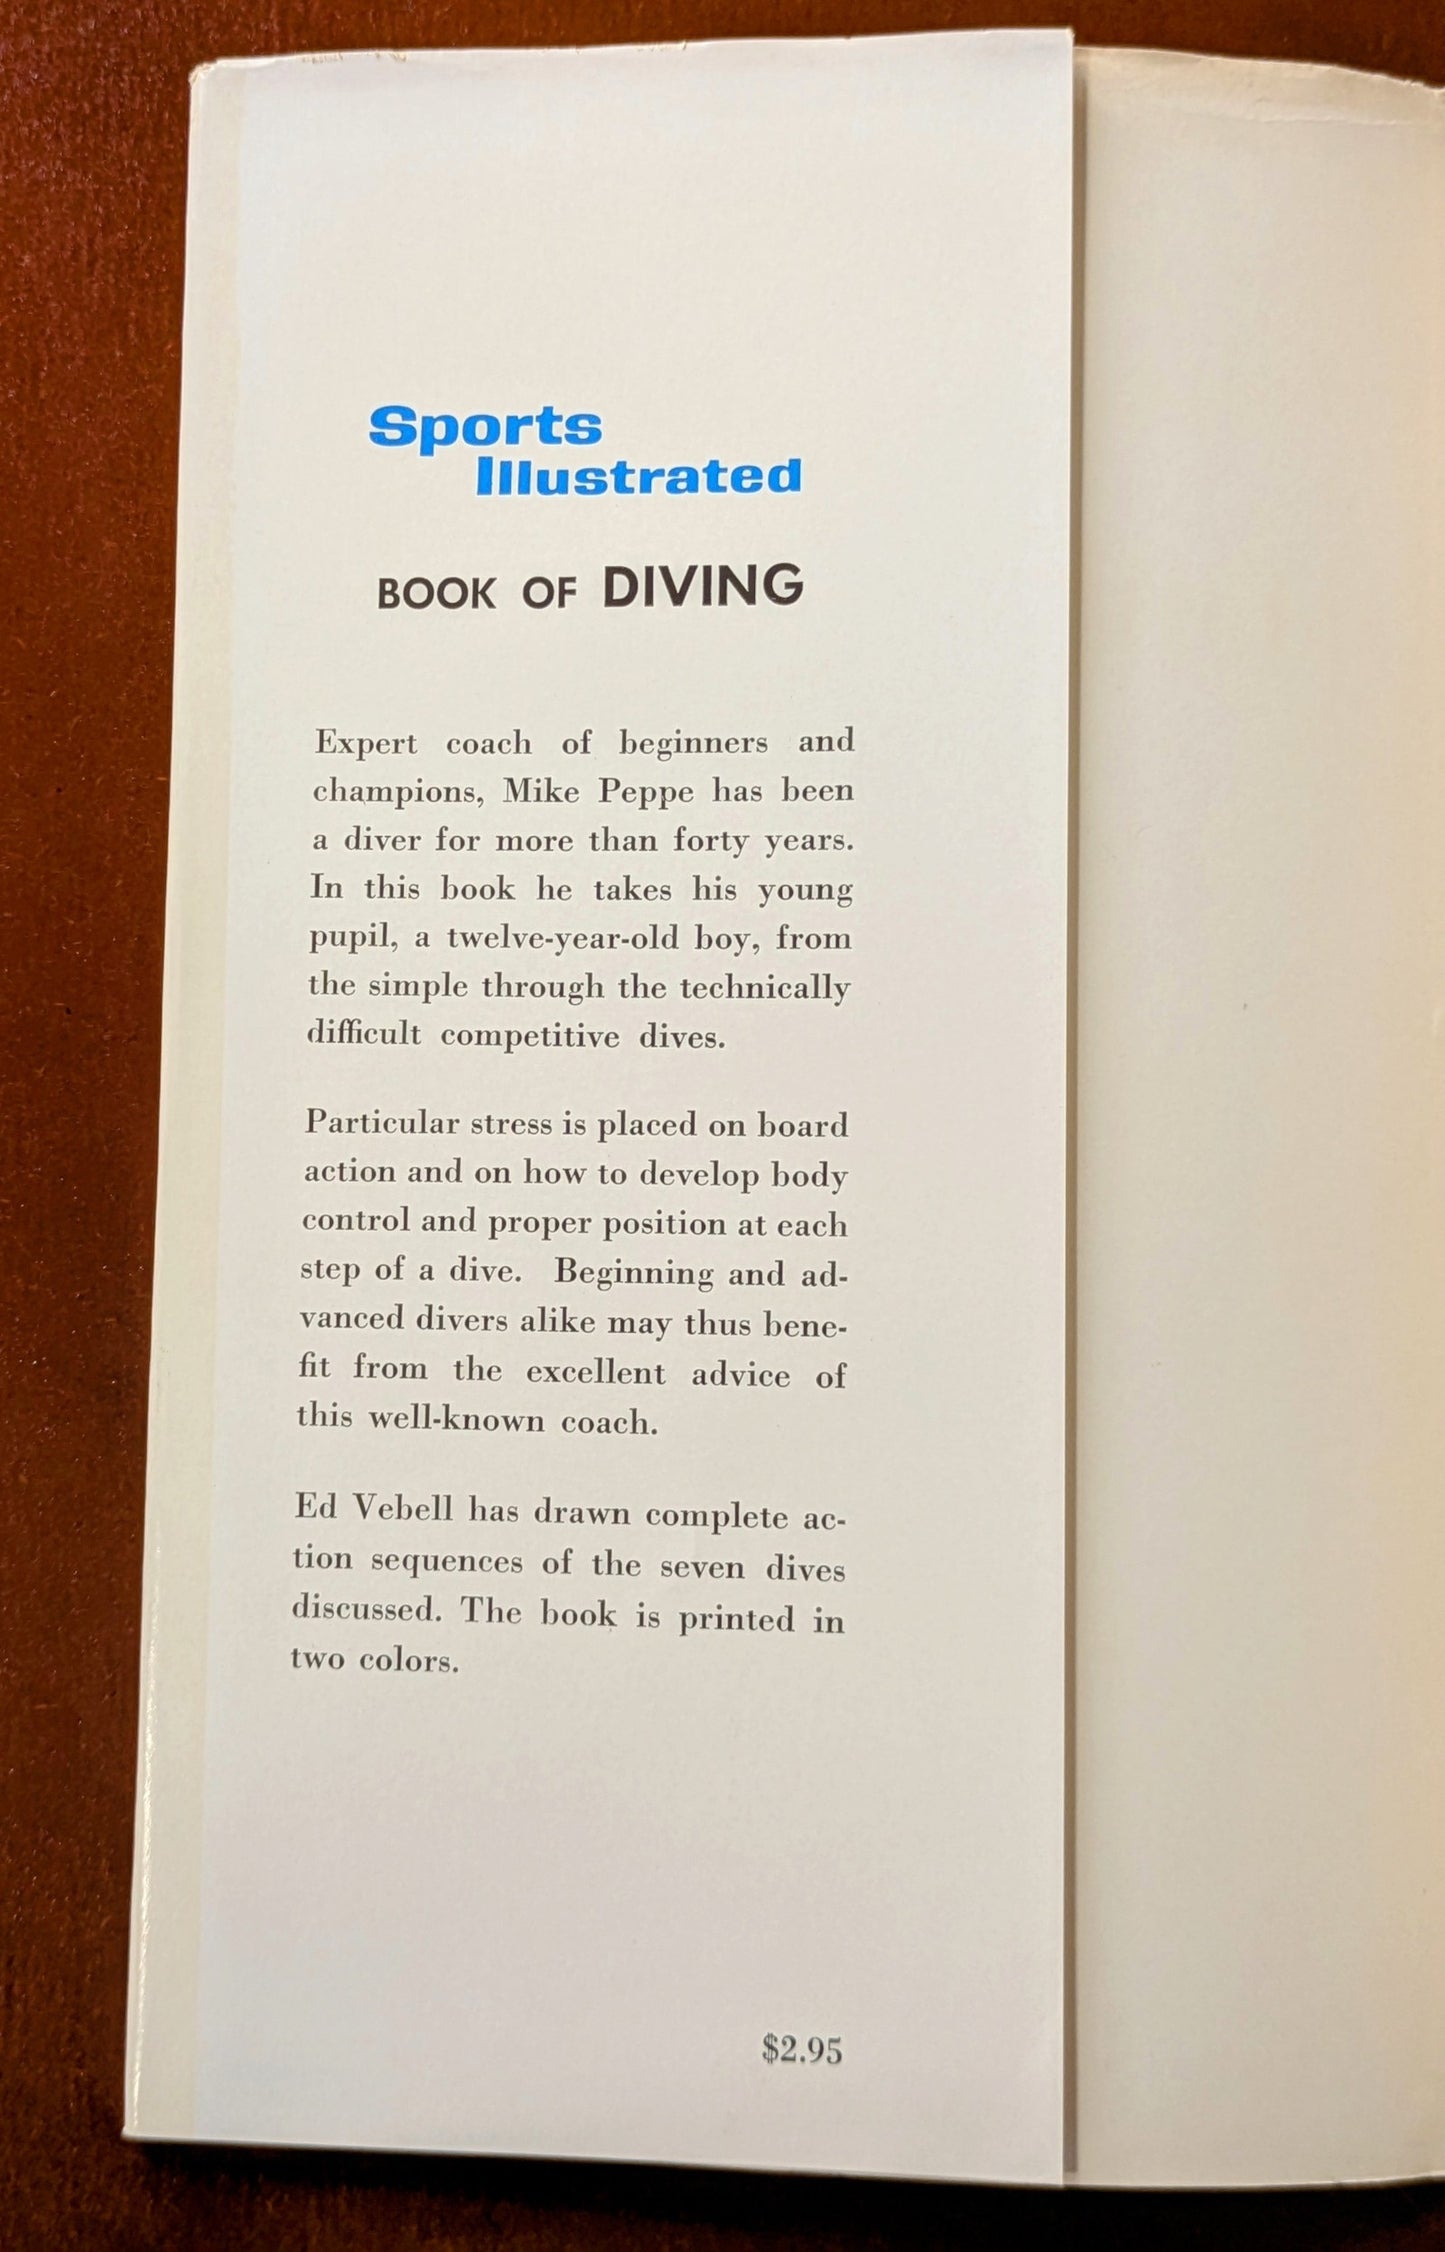 Sports
Illustrated
BOOK OF DIVING
Expert coach of beginners and
champions, Mike Peppe has been
a diver for more than forty years.
In this book he takes his young
pupil, a twelve-year-old boy, from
the simple through the technically
difficult competitive dives.
Particular stress is placed on board
action and on how to develop body
control and proper position at each
step of a dive. Beginning and ad-
vanced divers alike may thus bene-
fit from the excellent advice of
this well-known coach.
Ed Vebell has drawn complete ac-
tion sequences of the seven dives
discussed. The book is printed in
two colors.
$2.95